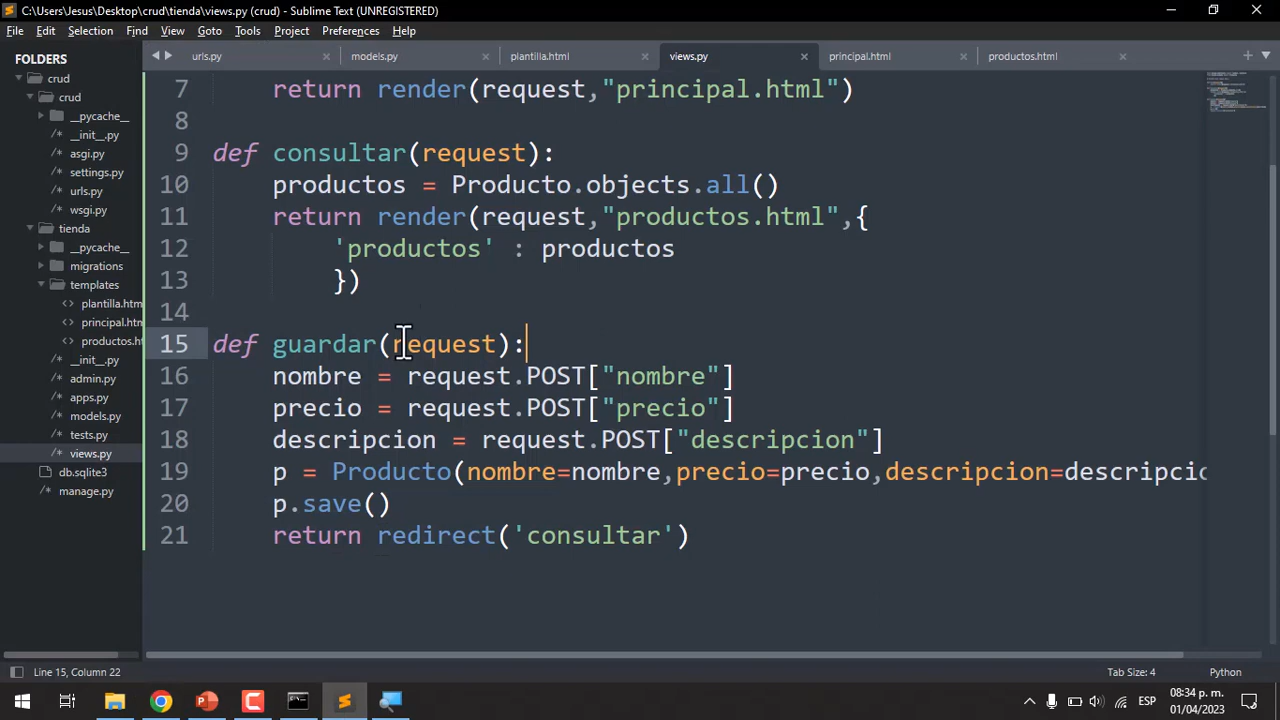 C:\Users\Jesus\Desktop\crud\tienda\views.py (crud) - Sublime Text (UNREGISTERED)
File Edit Selection Find View Goto Tools Project Preferences Help
FOLDERS
crud
crud
__pycache__
__init__.py
asgi.py
settings.py
urls.py
wsgi.py
tienda
__pycache__
migrations
templates
plantilla.htm
principal.htm
productos.htm
__init__.py
admin.py
apps.py
models.py
tests.py
views.py
db.sqlite3
manage.py
urls.py models.py plantilla.html views.py principal.html productos.html
7 return render(request,"principal.html")
8
9 def consultar(request):
10 productos = Producto.objects.all()
11 return render(request,"productos.html",{
12 'productos' : productos
13 })
14
15 def guardar(request):
16 nombre = request.POST["nombre"]
17 precio = request.POST["precio"]
18 descripcion = request.POST["descripcion"]
19 p = Producto(nombre=nombre,precio=precio,descripcion=descripcio
20 p.save()
21 return redirect('consultar')
Line 15, Column 22 Tab Size: 4 Python
ESP 08:34 p. m.
01/04/2023